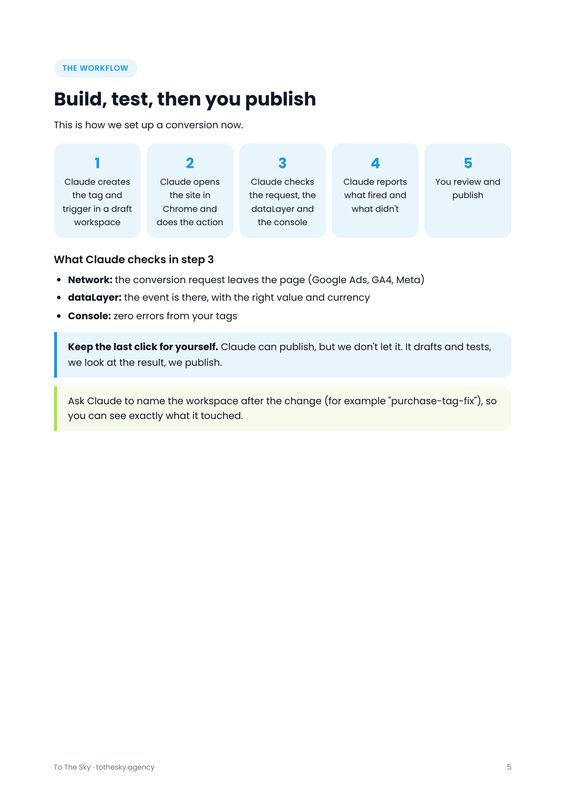 THE WORKFLOW
Build, test, then you publish
This is how we set up a conversion now.
1
Claude creates
the tag and
trigger in a draft
workspace
2
Claude opens
the site in
Chrome and
does the action
3
Claude checks
the request, the
dataLayer and
the console
4
Claude reports
what fired and
what didn't
5
You review and
publish
What Claude checks in step 3
• Network: the conversion request leaves the page (Google Ads, GA4, Meta)
• dataLayer: the event is there, with the right value and currency
• Console: zero errors from your tags
Keep the last click for yourself. Claude can publish, but we don't let it. It drafts and tests,
we look at the result, we publish.
Ask Claude to name the workspace after the change (for example "purchase-tag-fix"), so
you can see exactly what it touched.
To The Sky · tothesky.agency
5